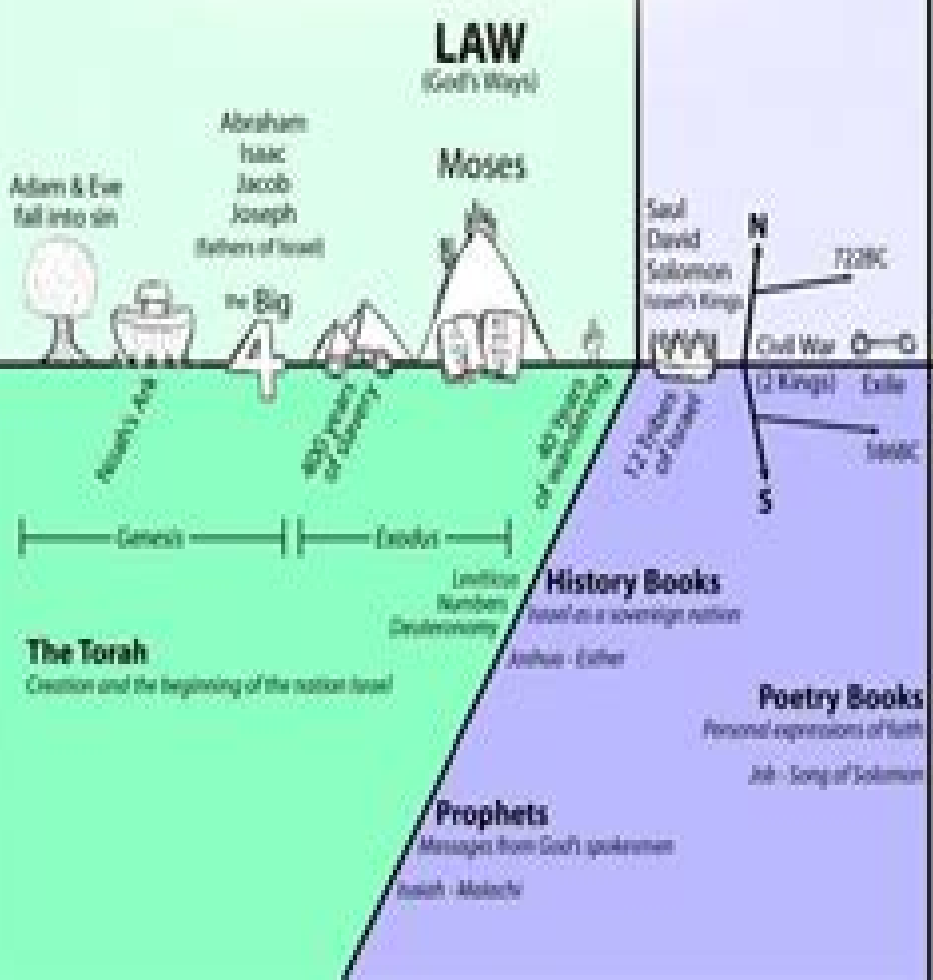 LAW
(God's Ways)
Moses
Abraham
Isaac
Jacob
Joseph
(fathers of Israel)
Adam & Eve
fall into sin
the Big
4
Saul
David
Solomon
Israel's Kings
N
722BC
Civil War
(2 Kings)
Exile
586BC
S
Noah's Ark
400 years
of slavery
40 Years
of wandering
12 Tribes
of Israel
Genesis
Exodus
Leviticus
Numbers
Deuteronomy
The Torah
Creation and the beginning of the nation Israel
History Books
Israel as a sovereign nation
Joshua - Esther
Poetry Books
Personal expressions of faith
Job - Song of Solomon
Prophets
Messages from God's spokesmen
Isaiah - Malachi